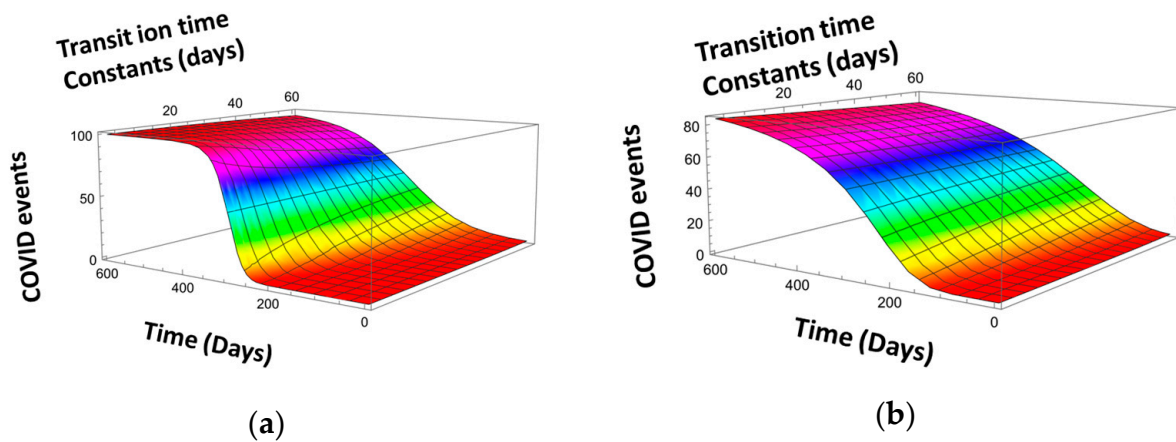 Transit ion time
Constants (days)
20
40
60
100
50
0
COVID events
600
400
200
0
Time (Days)
(a)
Transition time
Constants (days)
20
40
60
80
60
40
20
0
COVID events
600
400
200
0
Time (Days)
(b)